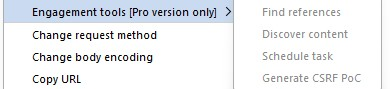 Engagement tools [Pro version only] >
Change request method
Change body encoding
Copy URL
Find references
Discover content
Schedule task
Generate CSRF PoC